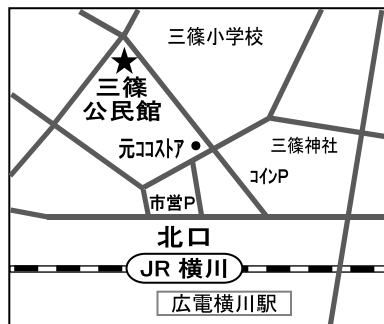 三篠小学校
★
三篠
公民館
元ココストア
三篠神社
コインP
市営P
北口
JR 横川
広電横川駅